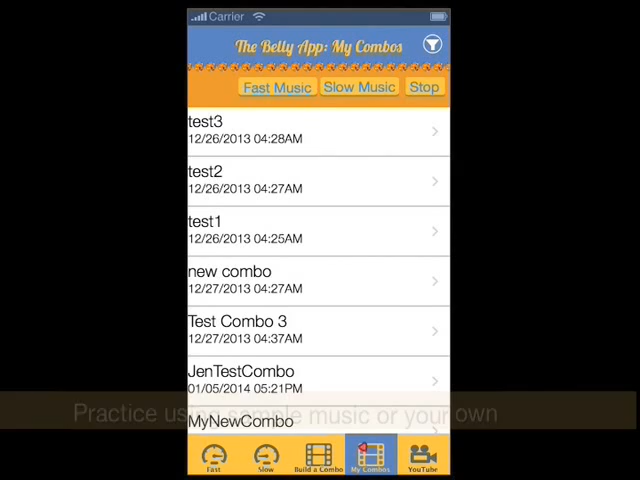 Carrier
The Belly App: My Combos
Fast Music Slow Music Stop
test3
12/26/2013 04:28AM
test2
12/26/2013 04:27AM
test1
12/26/2013 04:25AM
new combo
12/27/2013 04:27AM
Test Combo 3
12/27/2013 04:37AM
JenTestCombo
01/05/2014 05:21PM
Practice using sample music or your own
MyNewCombo
Fast Slow Build a Combo My Combos YouTube